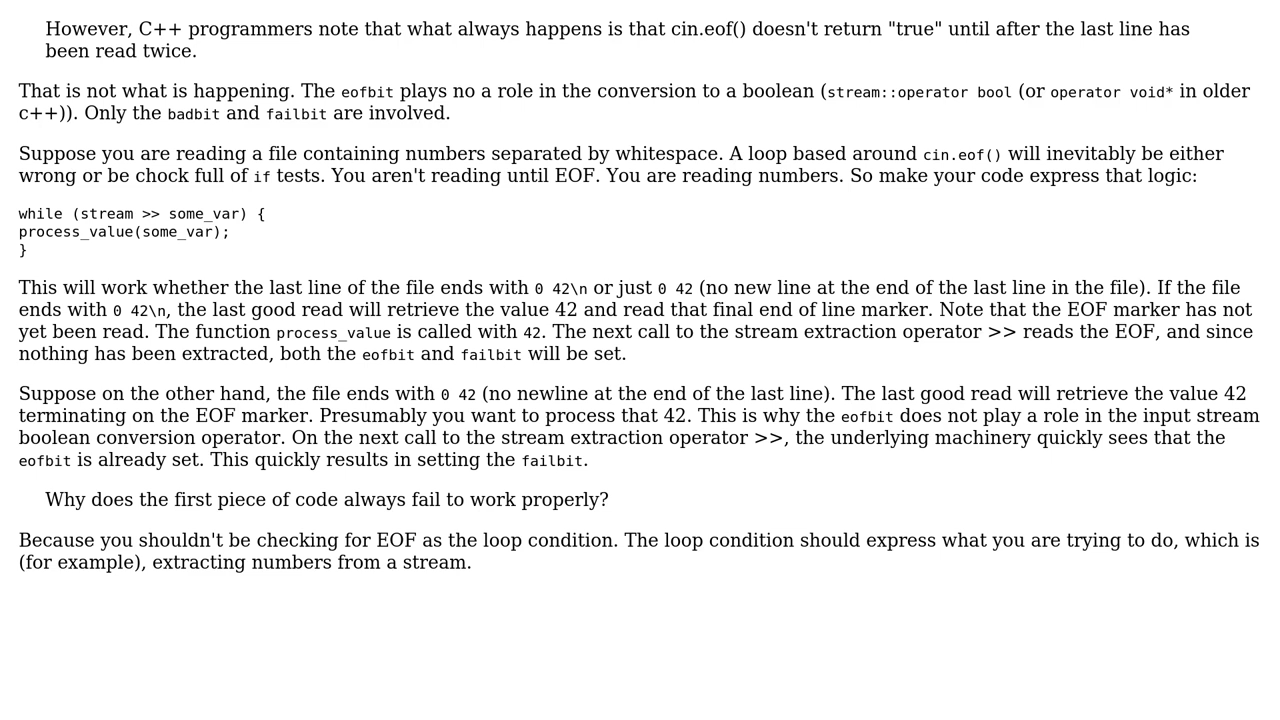 However, C++ programmers note that what always happens is that cin.eof() doesn't return "true" until after the last line has
been read twice.
That is not what is happening. The eofbit plays no a role in the conversion to a boolean (stream::operator bool (or operator void* in older
c++)). Only the badbit and failbit are involved.
Suppose you are reading a file containing numbers separated by whitespace. A loop based around cin.eof() will inevitably be either
wrong or be chock full of if tests. You aren't reading until EOF. You are reading numbers. So make your code express that logic:
while (stream >> some_var) {
process_value(some_var);
}
This will work whether the last line of the file ends with 0 42\n or just 0 42 (no new line at the end of the last line in the file). If the file
ends with 0 42\n, the last good read will retrieve the value 42 and read that final end of line marker. Note that the EOF marker has not
yet been read. The function process_value is called with 42. The next call to the stream extraction operator >> reads the EOF, and since
nothing has been extracted, both the eofbit and failbit will be set.
Suppose on the other hand, the file ends with 0 42 (no newline at the end of the last line). The last good read will retrieve the value 42
terminating on the EOF marker. Presumably you want to process that 42. This is why the eofbit does not play a role in the input stream
boolean conversion operator. On the next call to the stream extraction operator >>, the underlying machinery quickly sees that the
eofbit is already set. This quickly results in setting the failbit.
Why does the first piece of code always fail to work properly?
Because you shouldn't be checking for EOF as the loop condition. The loop condition should express what you are trying to do, which is
(for example), extracting numbers from a stream.